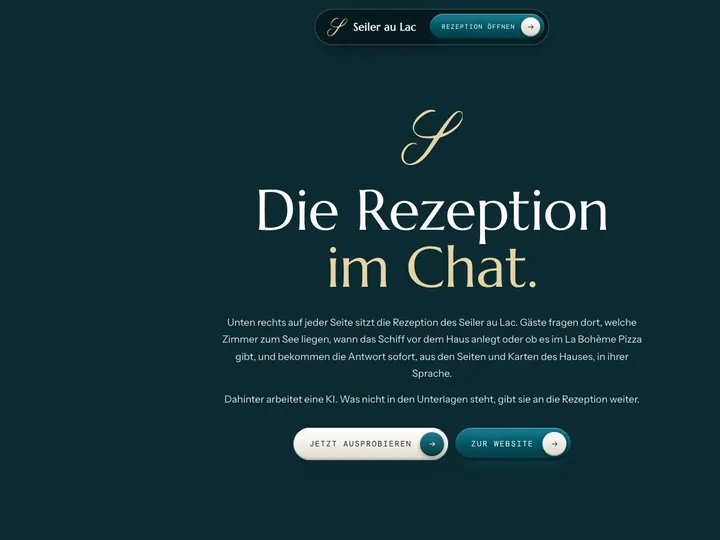 Seiler au Lac
REZEPTION ÖFFNEN
Die Rezeption
im Chat.
Unten rechts auf jeder Seite sitzt die Rezeption des Seiler au Lac. Gäste fragen dort, welche
Zimmer zum See liegen, wann das Schiff vor dem Haus anlegt oder ob es im La Bohème Pizza
gibt, und bekommen die Antwort sofort, aus den Seiten und Karten des Hauses, in ihrer
Sprache.
Dahinter arbeitet eine KI. Was nicht in den Unterlagen steht, gibt sie an die Rezeption weiter.
JETZT AUSPROBIEREN
ZUR WEBSITE